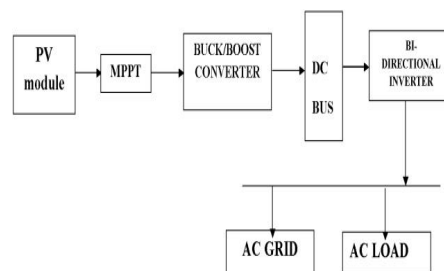 PV
module
MPPT
BUCK/BOOST
CONVERTER
DC
BUS
BI-
DIRECTIONAL
INVERTER
AC GRID
AC LOAD